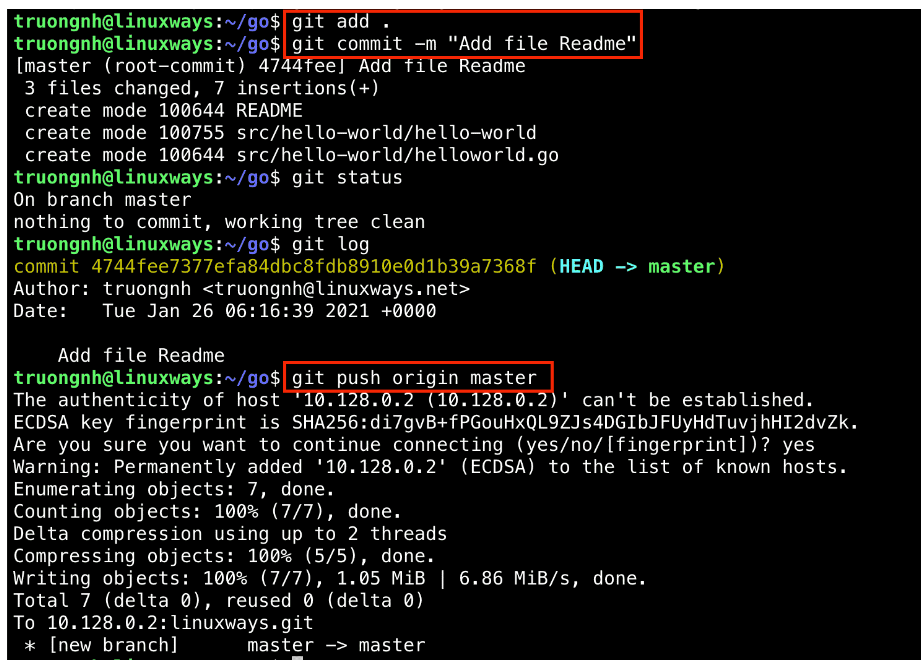 truongnh@linuxways:~/go$ git add .
truongnh@linuxways:~/go$ git commit -m "Add file Readme"
[master (root-commit) 4744fee] Add file Readme
 3 files changed, 7 insertions(+)
 create mode 100644 README
 create mode 100755 src/hello-world/hello-world
 create mode 100644 src/hello-world/helloworld.go
truongnh@linuxways:~/go$ git status
On branch master
nothing to commit, working tree clean
truongnh@linuxways:~/go$ git log
commit 4744fee7377efa84dbc8fdb8910e0d1b39a7368f (HEAD -> master)
Author: truongnh <truongnh@linuxways.net>
Date:   Tue Jan 26 06:16:39 2021 +0000

    Add file Readme
truongnh@linuxways:~/go$ git push origin master
The authenticity of host '10.128.0.2 (10.128.0.2)' can't be established.
ECDSA key fingerprint is SHA256:di7gvB+fPGouHxQL9ZJs4DGIbJFUyHdTuvjhHI2dvZk.
Are you sure you want to continue connecting (yes/no/[fingerprint])? yes
Warning: Permanently added '10.128.0.2' (ECDSA) to the list of known hosts.
Enumerating objects: 7, done.
Counting objects: 100% (7/7), done.
Delta compression using up to 2 threads
Compressing objects: 100% (5/5), done.
Writing objects: 100% (7/7), 1.05 MiB | 6.86 MiB/s, done.
Total 7 (delta 0), reused 0 (delta 0)
To 10.128.0.2:linuxways.git
 * [new branch]      master -> master